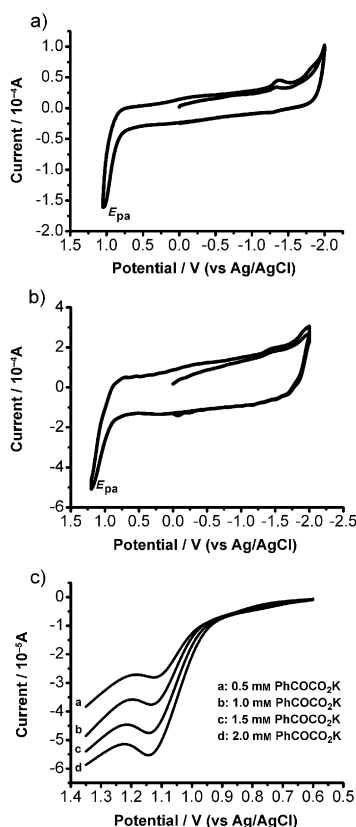 a)
1.0
0.5
0.0
-0.5
-1.0
-1.5
-2.0
Current / 10⁻⁴A
Epa
1.5 1.0 0.5 0.0 -0.5 -1.0 -1.5 -2.0
Potential / V (vs Ag/AgCl)
b)
4
2
0
-2
-4
-6
Current / 10⁻⁴A
Epa
1.5 1.0 0.5 0.0 -0.5 -1.0 -1.5 -2.0
Potential / V (vs Ag/AgCl)
c)
0
-1
-2
-3
-4
-5
-6
Current / 10⁻⁵A
a
b
c
d
a: 0.5 mM PhCOCO₂K
b: 1.0 mM PhCOCO₂K
c: 1.5 mM PhCOCO₂K
d: 2.0 mM PhCOCO₂K
1.4 1.3 1.2 1.1 1.0 0.9 0.8 0.7 0.6 0.5
Potential / V (vs Ag/AgCl)